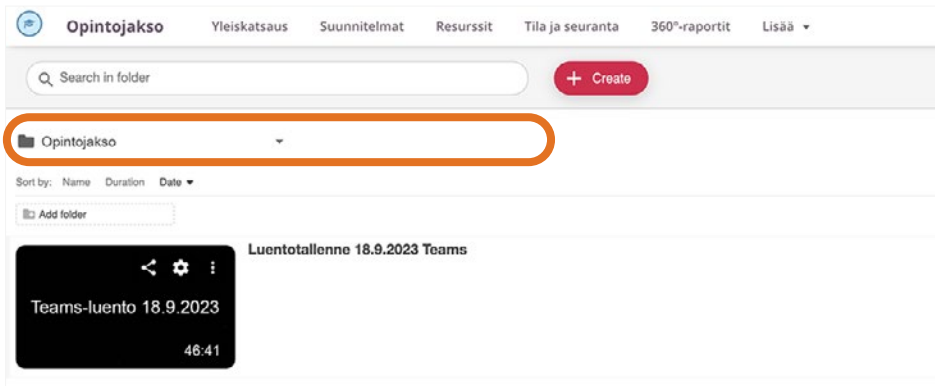 Opintojakso Yleiskatsaus Suunnitelmat Resurssit Tila ja seuranta 360°-raportit Lisää
Search in folder + Create
Opintojakso
Sort by: Name Duration Date
Add folder
Luentotallenne 18.9.2023 Teams
Teams-luento 18.9.2023
46:41